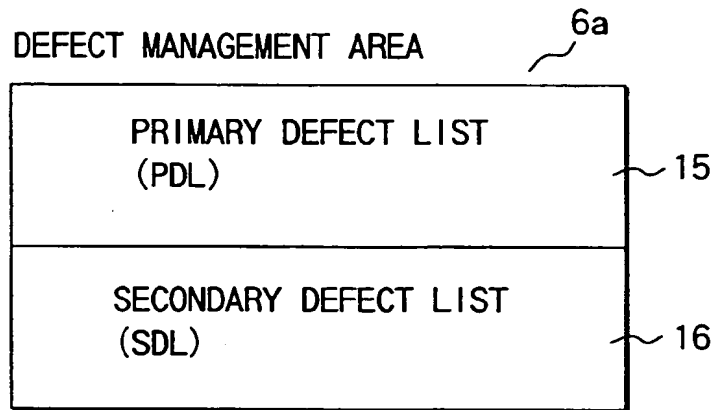 6a
DEFECT MANAGEMENT AREA
PRIMARY DEFECT LIST
(PDL)
15
SECONDARY DEFECT LIST
(SDL)
16